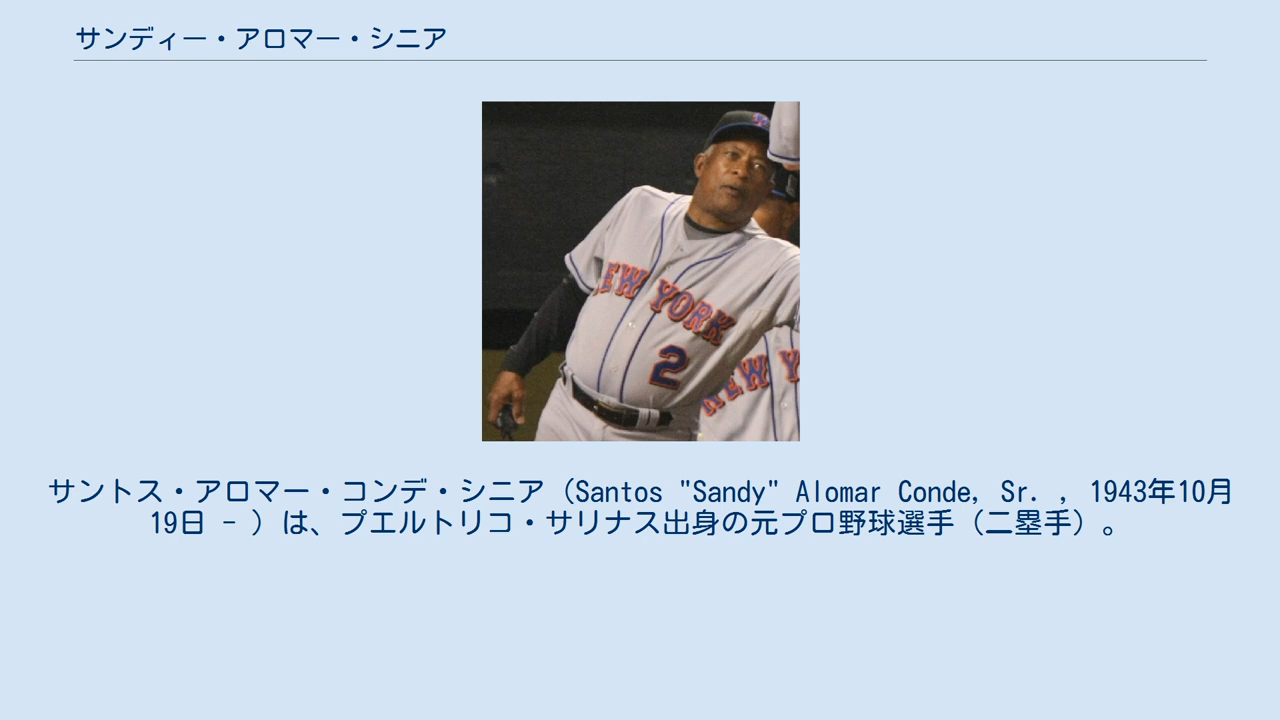 サンディー・アロマー・シニア
NEW YORK
2
NEW Y
サントス・アロマー・コンデ・シニア（Santos "Sandy" Alomar Conde, Sr. , 1943年10月
19日 - ）は、プエルトリコ・サリナス出身の元プロ野球選手（二塁手）。